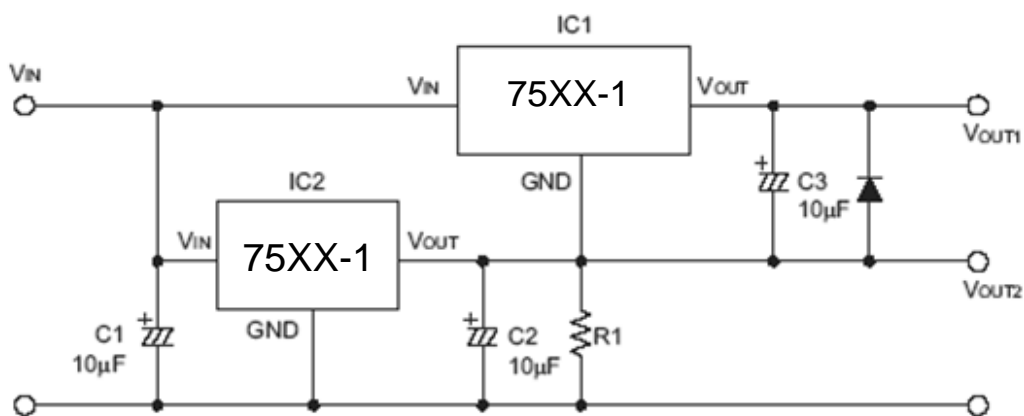 IC1
VIN
VIN
75XX-1
VOUT
VOUT1
GND
+
C3
10μF
IC2
VIN
75XX-1
VOUT
VOUT2
+
C1
10μF
GND
+
C2
10μF
R1